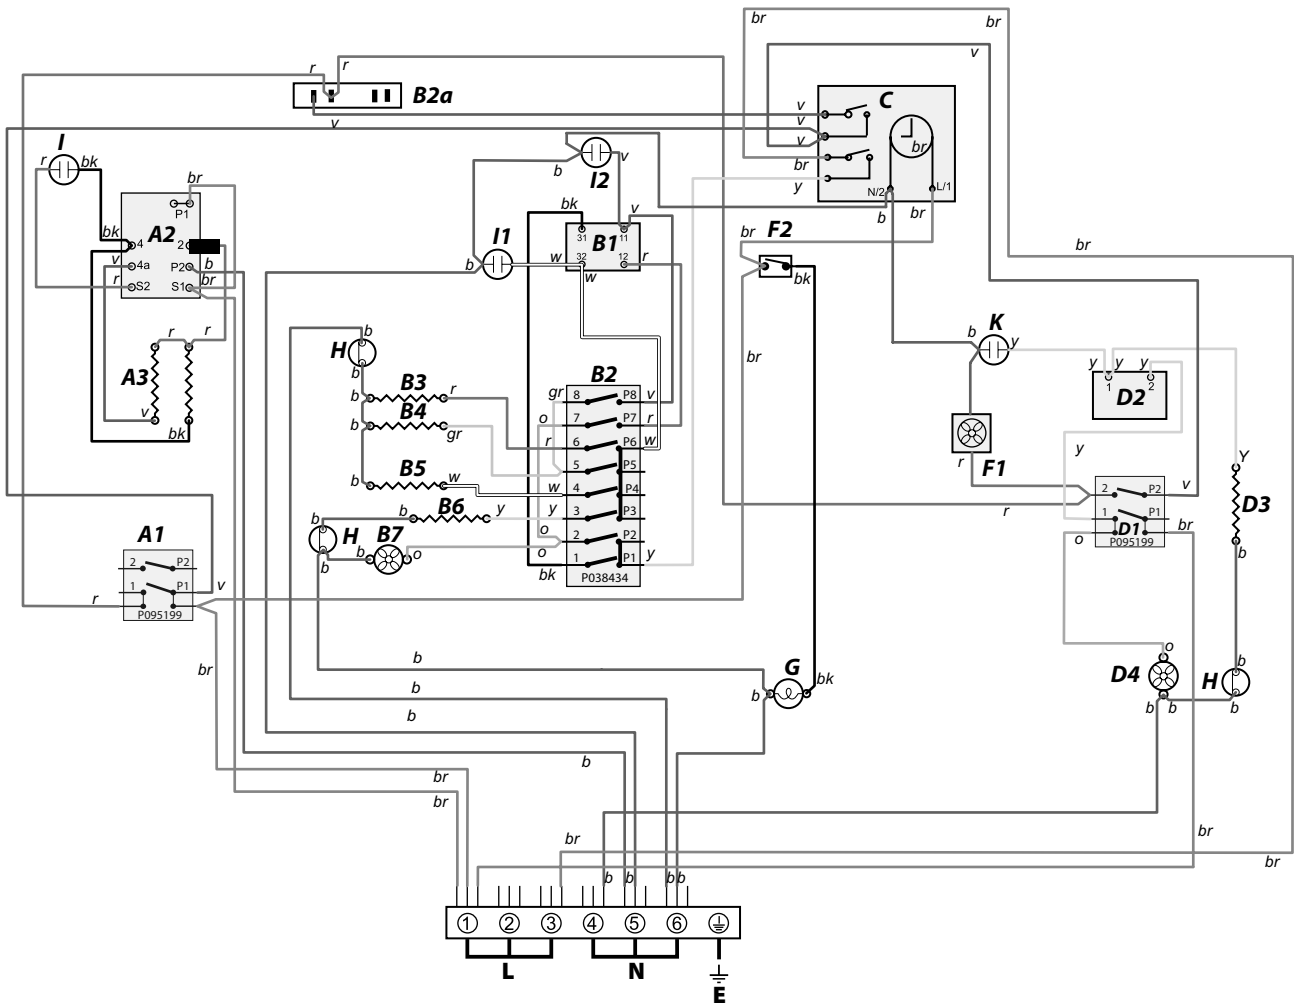 br
br
v
r
r
B2a
v
C
v
v
v
br
br
y
N/2
L/1
b
br
I
r
bk
br
P1
A2
bk
4
2
v
4a
P2
b
r
S2
S1
br
b
I2
v
bk
v
I1
31
B1
11
b
w
32
12
r
w
F2
br
bk
br
br
r
r
A3
v
bk
b
H
b
b
B3
r
b
B4
gr
b
B5
w
b
B6
y
b
H
B7
b
o
b
B2
gr
8
P8
v
o
7
P7
r
r
6
P6
w
5
P5
w
4
P4
y
3
P3
o
2
P2
o
1
P1
y
bk
P038434
b
K
y
y
y
1
2
D2
F1
r
y
Y
D3
b
r
2
P2
v
1
P1
D1
br
o
P095199
A1
2
P2
1
P1
v
r
P095199
br
b
b
b
b
G
b
bk
o
D4
b
b
H
b
b
br
br
br
br
br
b
b
b
b
1
2
3
4
5
6
L
N
E